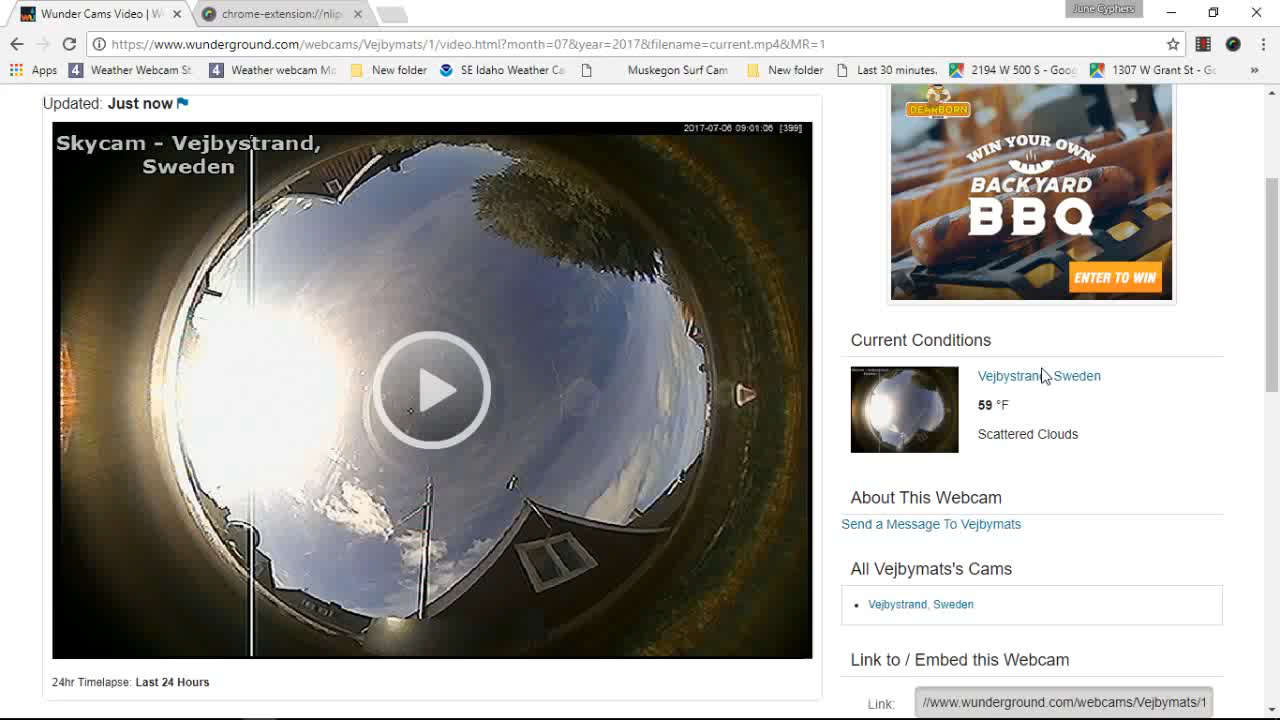 Wunder Cams Video | W
chrome-extension://nlip
June Cyphers
https://www.wunderground.com/webcams/Vejbymats/1/video.html?month=07&year=2017&filename=current.mp4&MR=1
Apps
Weather Webcam St
Weather webcam Mi
New folder
SE Idaho Weather Ca
Muskegon Surf Cam
New folder
Last 30 minutes,
2194 W 500 S - Goog
1307 W Grant St - Go
»
Updated: Just now
2017-07-06 09:01:06 [399]
Skycam - Vejbystrand,
Sweden
24hr Timelapse: Last 24 Hours
DEARBORN
WIN YOUR OWN
BACKYARD
BBQ
ENTER TO WIN
Current Conditions
Vejbystrand, Sweden
59 °F
Scattered Clouds
About This Webcam
Send a Message To Vejbymats
All Vejbymats's Cams
Vejbystrand, Sweden
Link to / Embed this Webcam
Link:
//www.wunderground.com/webcams/Vejbymats/1